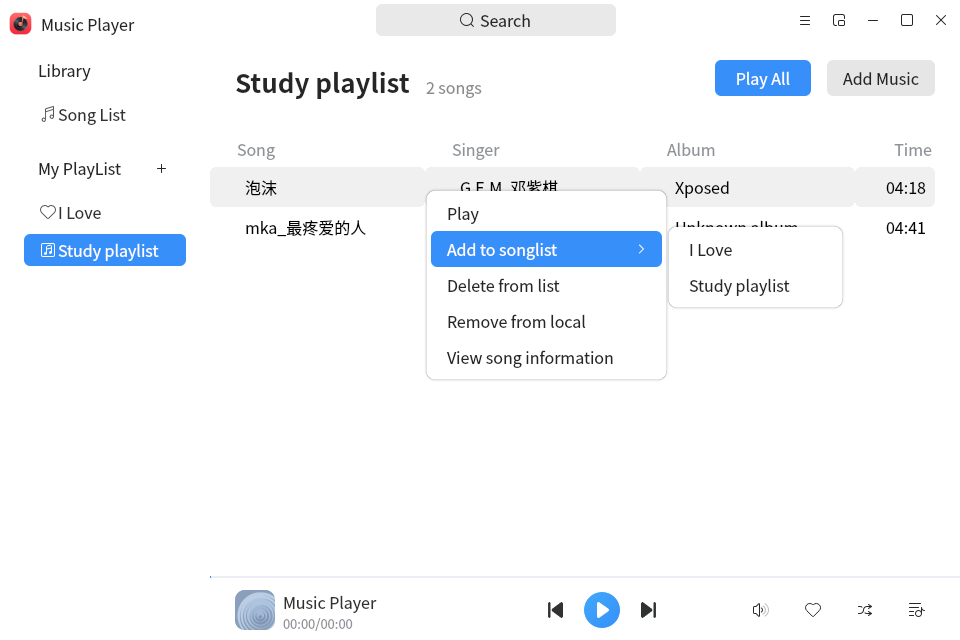 Music Player
Search
Library
Song List
My PlayList
I Love
Study playlist
Study playlist 2 songs
Play All
Add Music
Song Singer Album Time
泡沫 G.E.M. 邓紫棋 Xposed 04:18
mka_最疼爱的人 Unknown album 04:41
Play
Add to songlist
Delete from list
Remove from local
View song information
I Love
Study playlist
Music Player
00:00/00:00